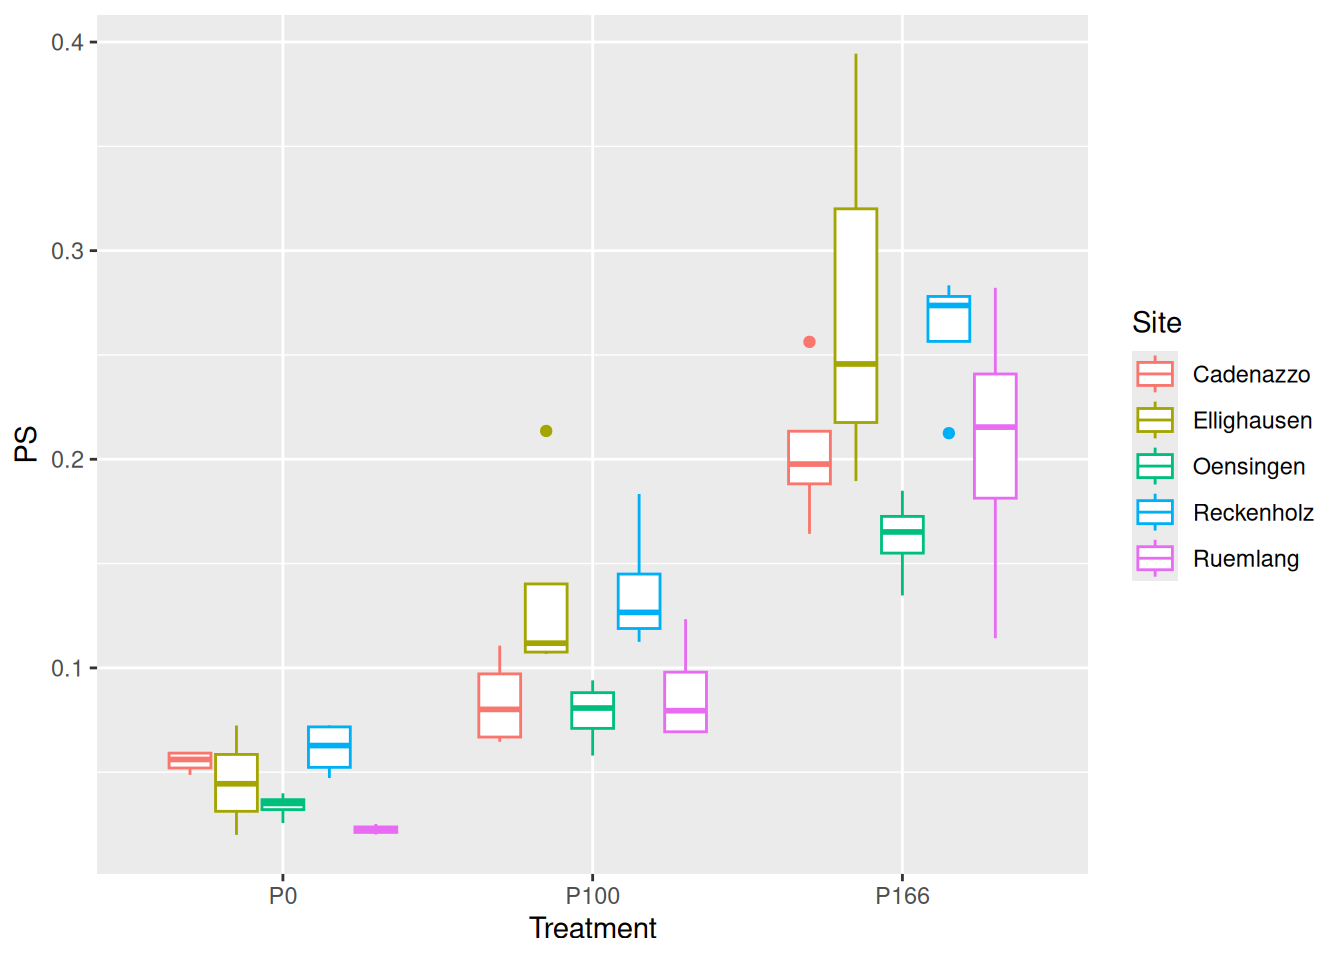 0.4
0.3
0.2
0.1
PS
P0
P100
P166
Treatment
Site
Cadenazzo
Ellighausen
Oensingen
Reckenholz
Ruemlang